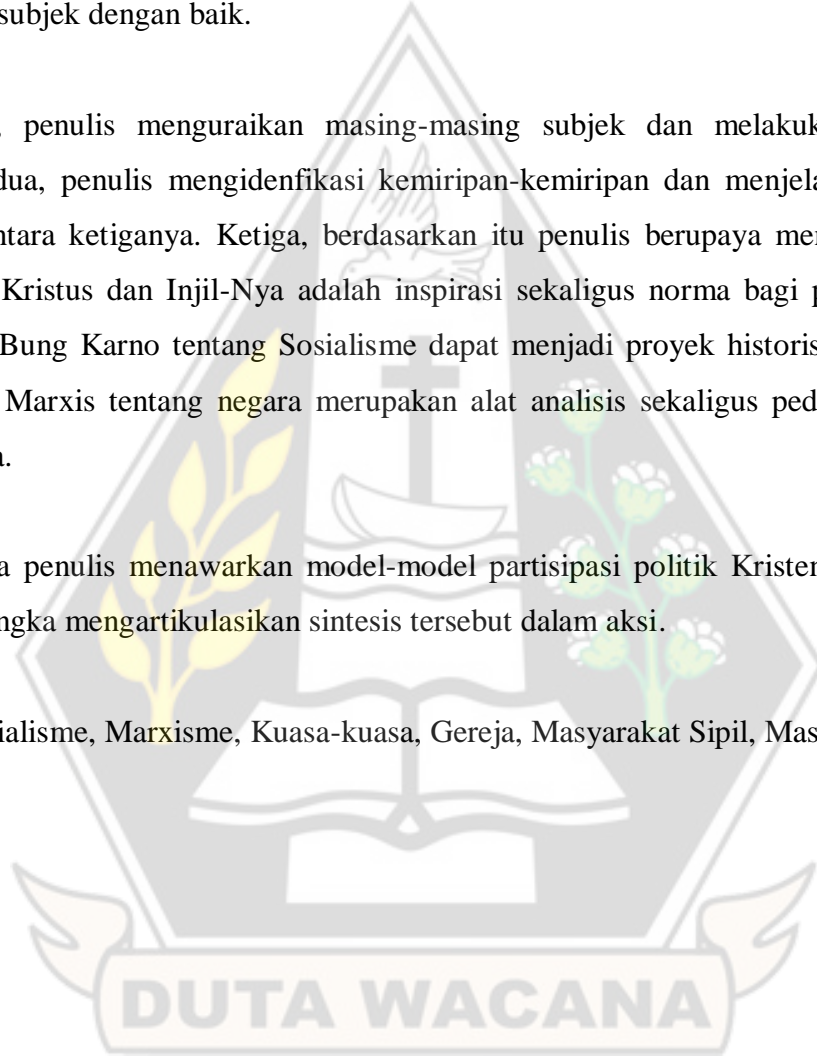 subjek dengan baik.
, penulis menguraikan masing-masing subjek dan melakuk
dua, penulis mengidenfikasi kemiripan-kemiripan dan menjela
ntara ketiganya. Ketiga, berdasarkan itu penulis berupaya mer
Kristus dan Injil-Nya adalah inspirasi sekaligus norma bagi p
Bung Karno tentang Sosialisme dapat menjadi proyek historis
Marxis tentang negara merupakan alat analisis sekaligus ped
a.
a penulis menawarkan model-model partisipasi politik Kristen
ngka mengartikulasikan sintesis tersebut dalam aksi.
ialisme, Marxisme, Kuasa-kuasa, Gereja, Masyarakat Sipil, Mas
DUTA WACANA